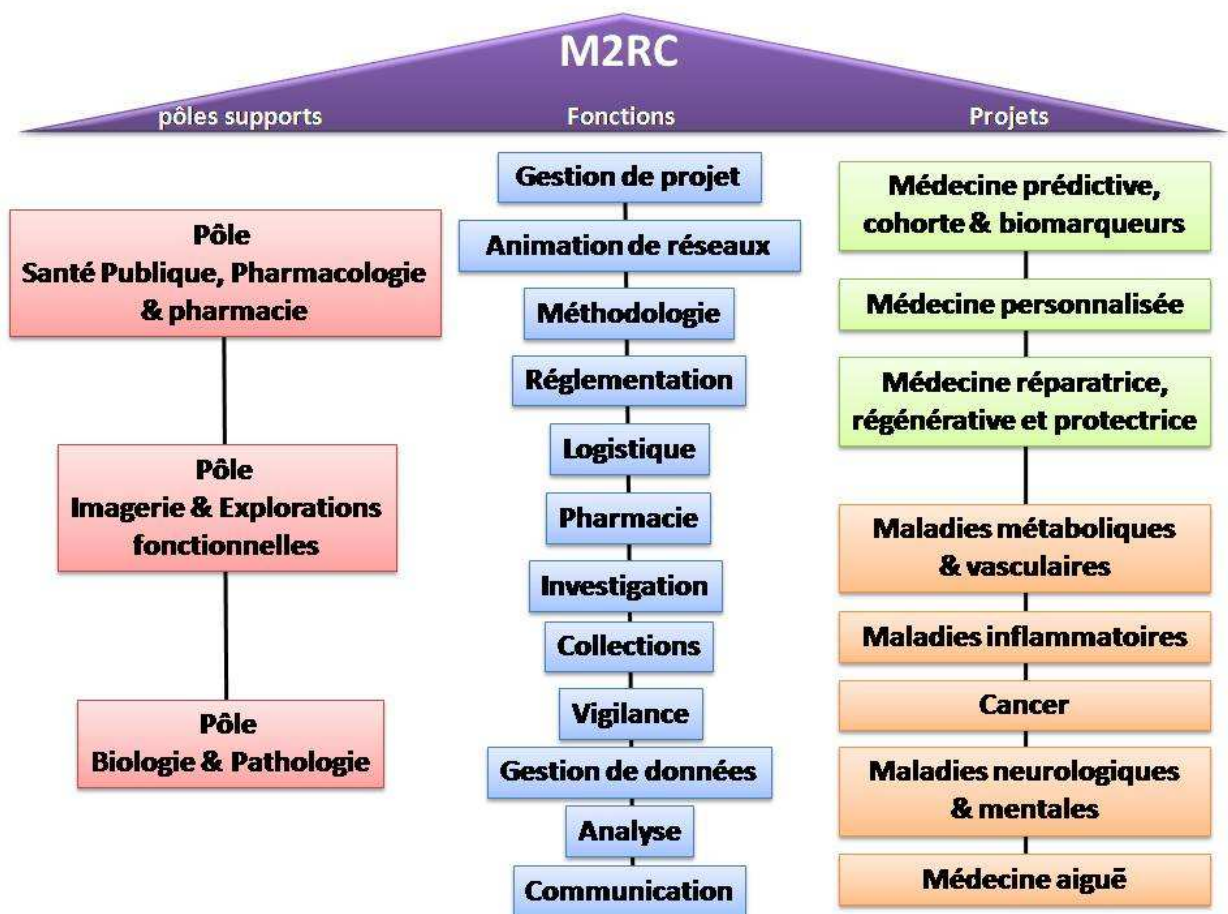 M2RC
pôles supports
Fonctions
Projets
Pôle
Santé Publique, Pharmacologie
& pharmacie
Pôle
Imagerie & Explorations
fonctionnelles
Pôle
Biologie & Pathologie
Gestion de projet
Animation de réseaux
Méthodologie
Réglementation
Logistique
Pharmacie
Investigation
Collections
Vigilance
Gestion de données
Analyse
Communication
Médecine prédictive,
cohorte & biomarqueurs
Médecine personnalisée
Médecine réparatrice,
régénérative et protectrice
Maladies métaboliques
& vasculaires
Maladies inflammatoires
Cancer
Maladies neurologiques
& mentales
Médecine aiguë